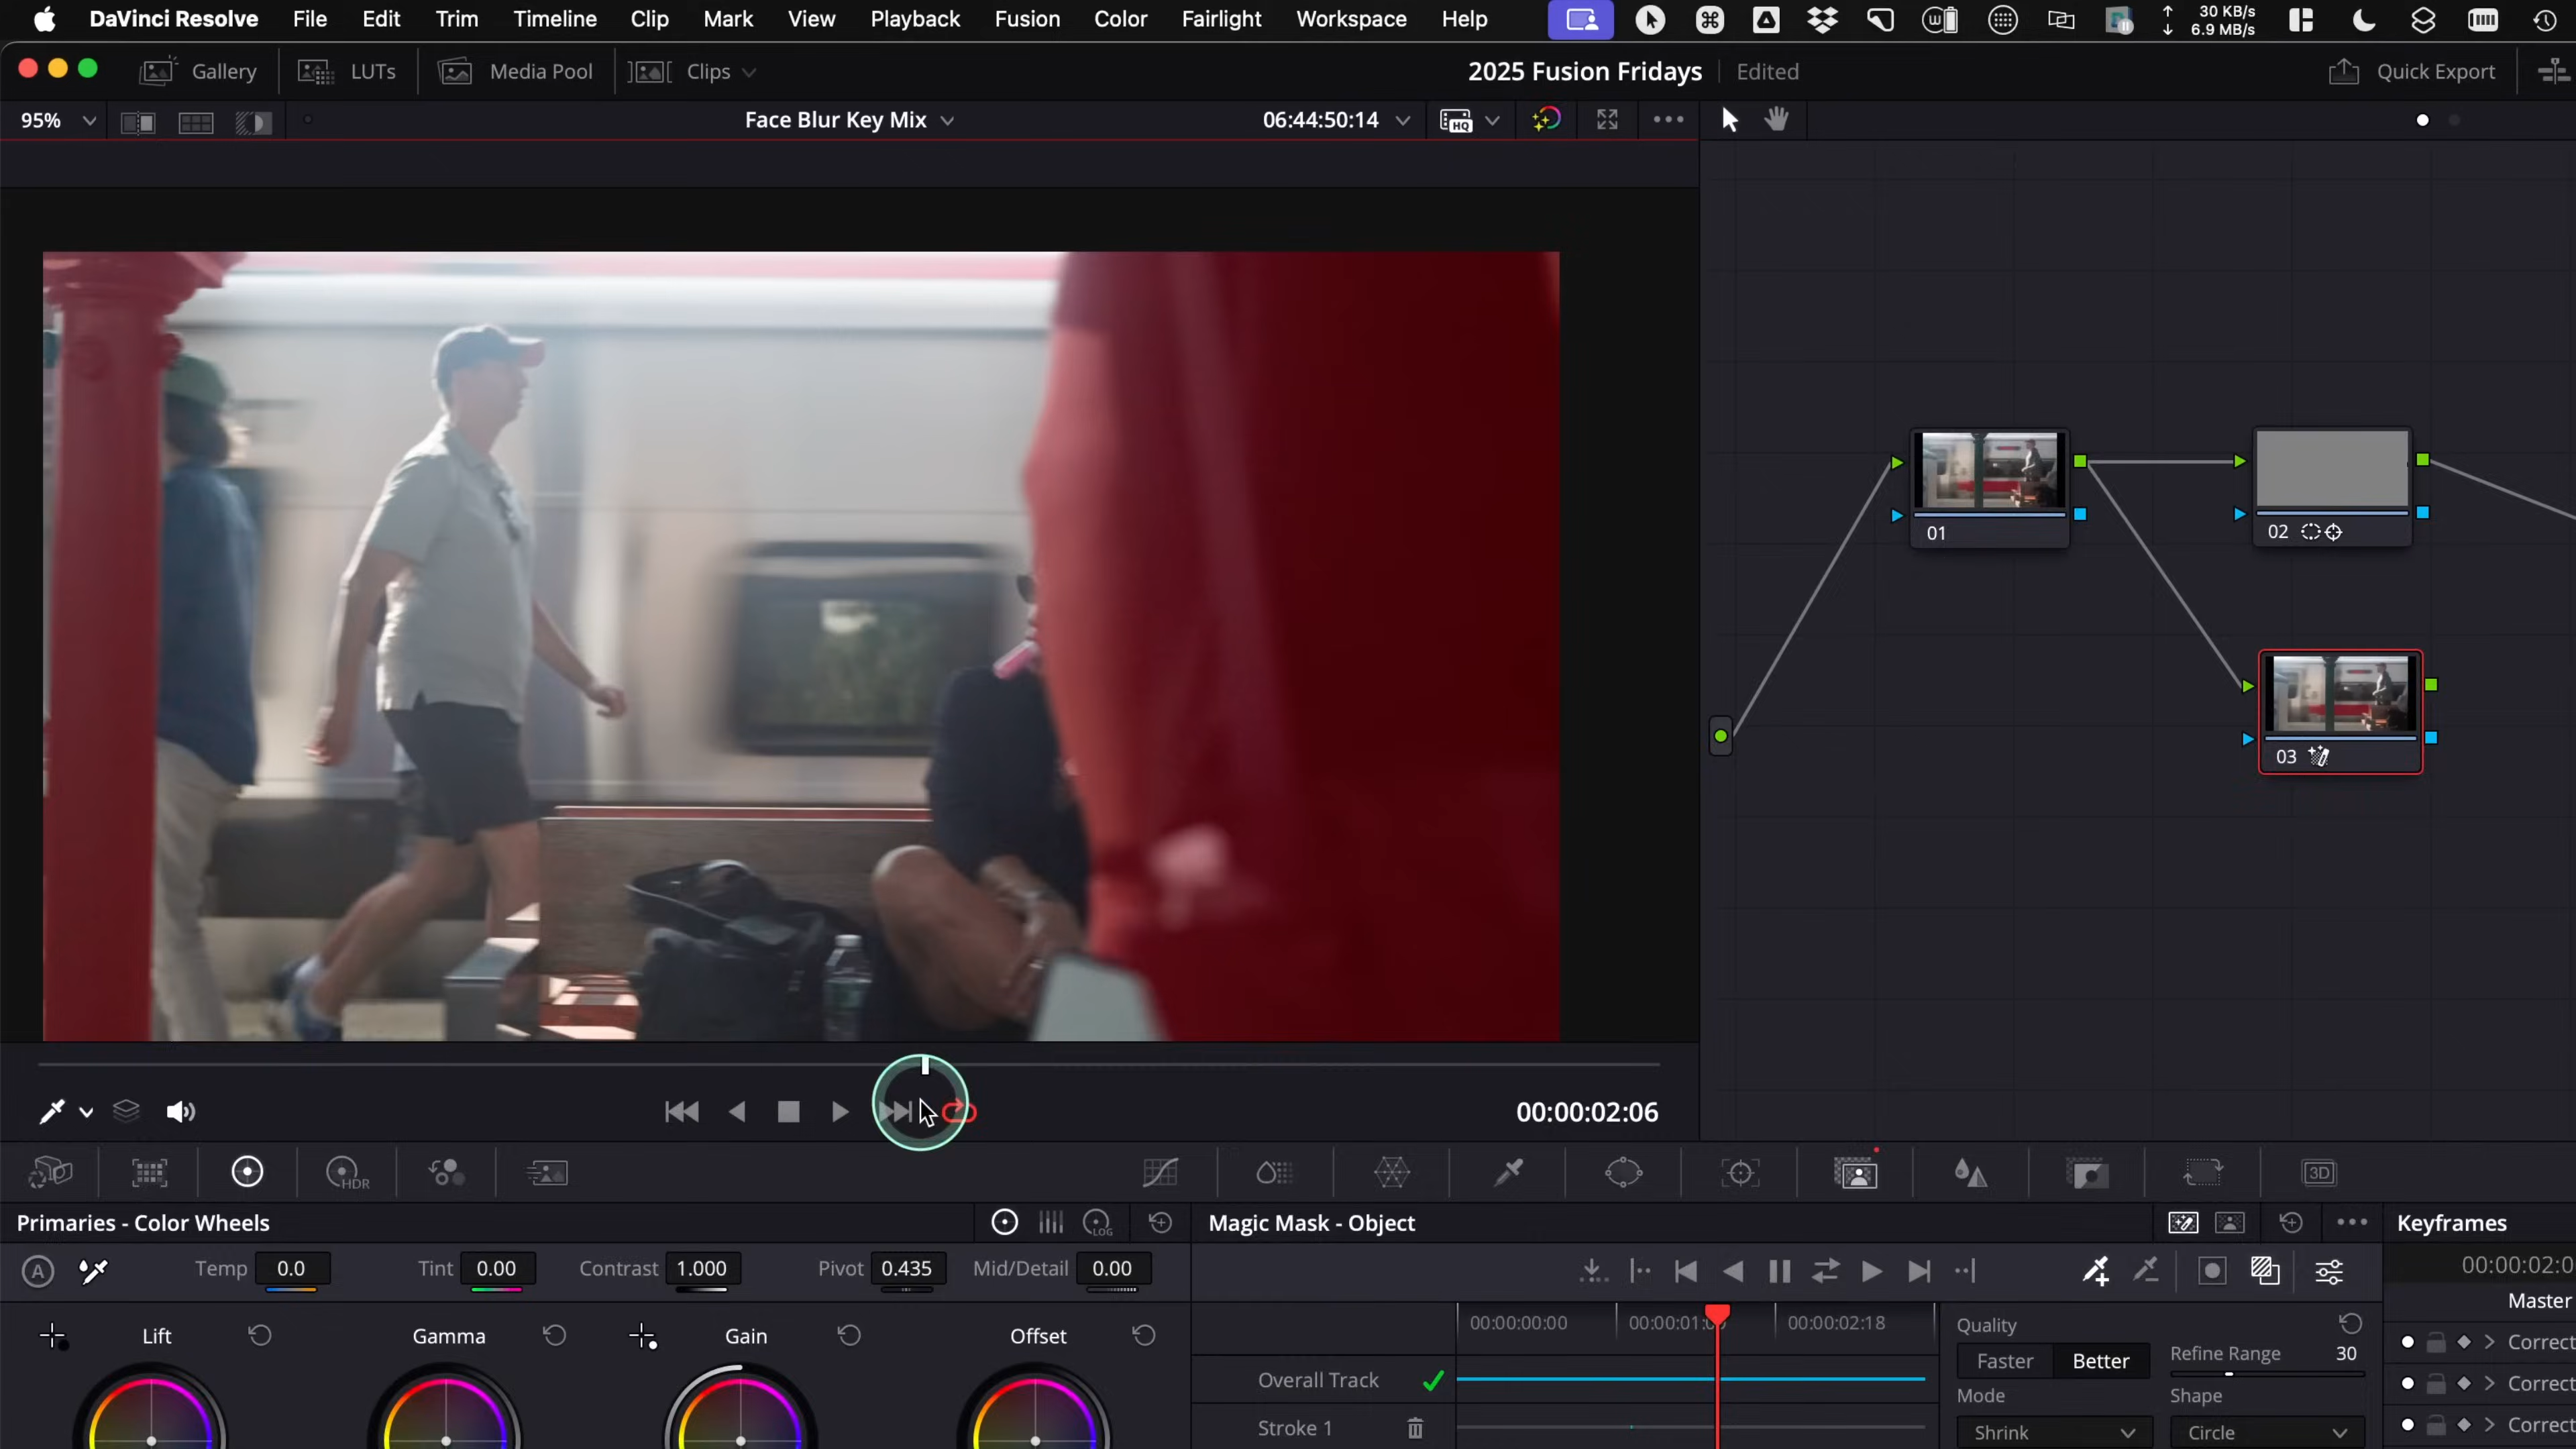 DaVinci Resolve File Edit Trim Timeline Clip Mark View Playback Fusion Color Fairlight Workspace Help
30 KB/s
6.9 MB/s
Gallery LUTs Media Pool Clips 2025 Fusion Fridays Edited Quick Export
95% Face Blur Key Mix 06:44:50:14 HQ
01
02
03
00:00:02:06
HDR
3D
Primaries - Color Wheels LOG Magic Mask - Object Keyframes
A Temp 0.0 Tint 0.00 Contrast 1.000 Pivot 0.435 Mid/Detail 0.00
00:00:02:0
Master
Lift Gamma Gain Offset
00:00:00:00 00:00:01: 00:00:02:18
Quality
Faster Better
Refine Range 30
Mode
Shape
Shrink
Circle
Overall Track
Stroke 1
Correct
Correct
Correct